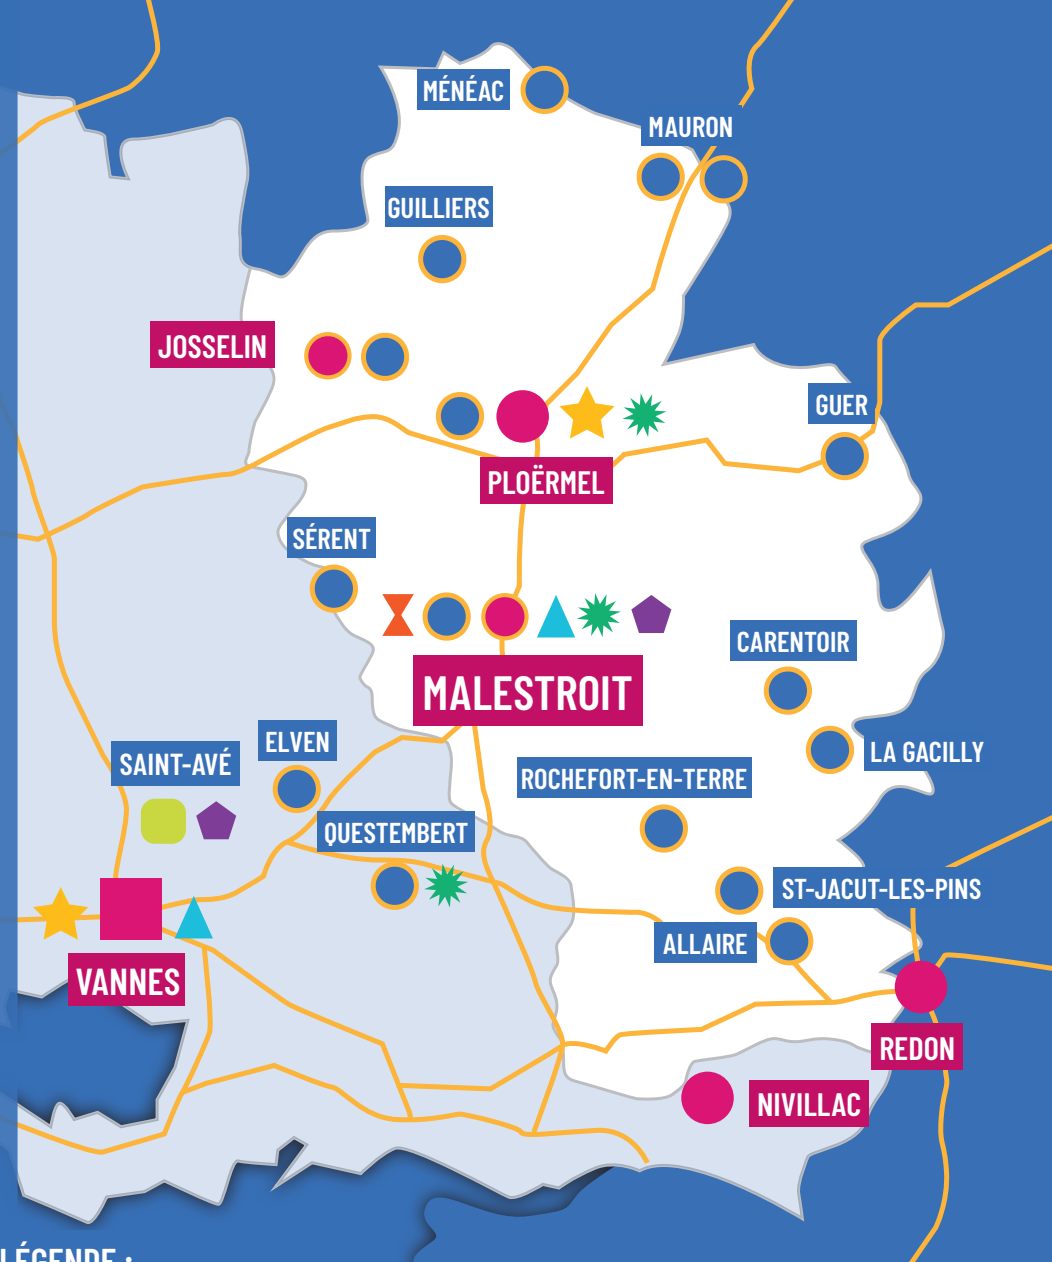 MÉNÉAC
MAURON
GUILLIERS
JOSSELIN
GUER
PLOËRMEL
SÉRENT
CARENTOIR
MALESTROIT
ELVEN
LA GACILLY
SAINT-AVÉ
ROCHEFORT-EN-TERRE
QUESTEMBERT
ST-JACUT-LES-PINS
ALLAIRE
VANNES
REDON
NIVILLAC
LÉGENDE :